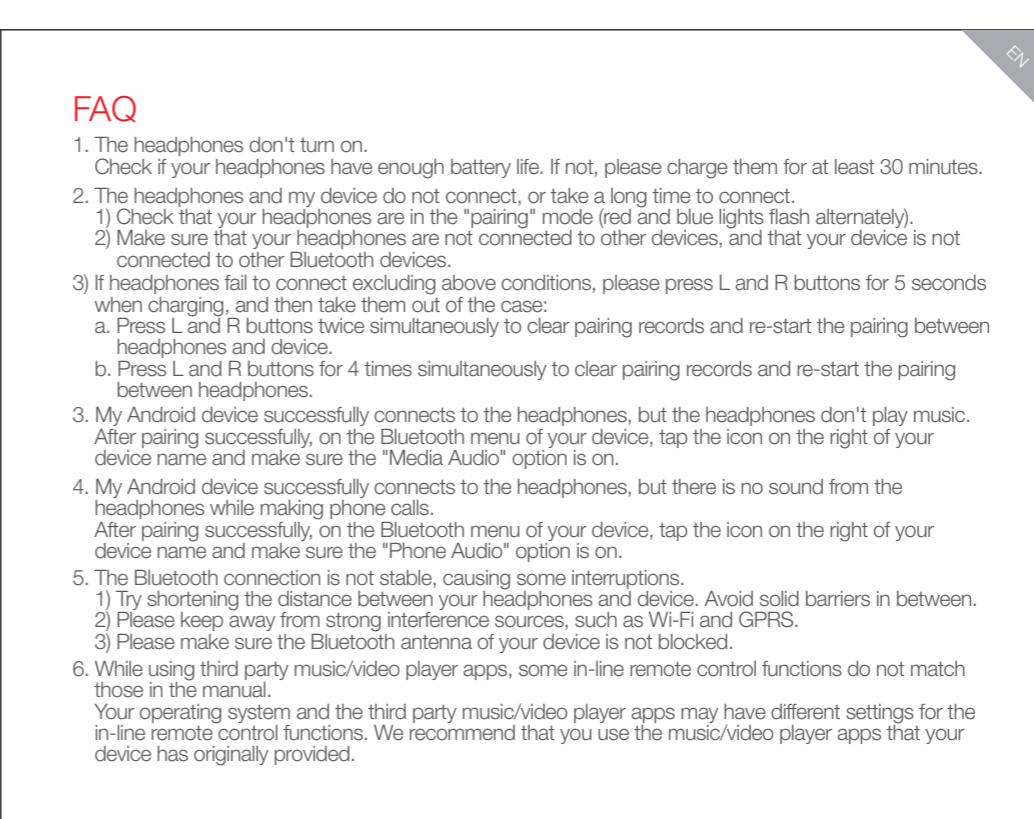 EN
FAQ
1. The headphones don't turn on.
Check if your headphones have enough battery life. If not, please charge them for at least 30 minutes.
2. The headphones and my device do not connect, or take a long time to connect.
1) Check that your headphones are in the "pairing" mode (red and blue lights flash alternately).
2) Make sure that your headphones are not connected to other devices, and that your device is not
connected to other Bluetooth devices.
3) If headphones fail to connect excluding above conditions, please press L and R buttons for 5 seconds
when charging, and then take them out of the case:
a. Press L and R buttons twice simultaneously to clear pairing records and re-start the pairing between
headphones and device.
b. Press L and R buttons for 4 times simultaneously to clear pairing records and re-start the pairing
between headphones.
3. My Android device successfully connects to the headphones, but the headphones don't play music.
After pairing successfully, on the Bluetooth menu of your device, tap the icon on the right of your
device name and make sure the "Media Audio" option is on.
4. My Android device successfully connects to the headphones, but there is no sound from the
headphones while making phone calls.
After pairing successfully, on the Bluetooth menu of your device, tap the icon on the right of your
device name and make sure the "Phone Audio" option is on.
5. The Bluetooth connection is not stable, causing some interruptions.
1) Try shortening the distance between your headphones and device. Avoid solid barriers in between.
2) Please keep away from strong interference sources, such as Wi-Fi and GPRS.
3) Please make sure the Bluetooth antenna of your device is not blocked.
6. While using third party music/video player apps, some in-line remote control functions do not match
those in the manual.
Your operating system and the third party music/video player apps may have different settings for the
in-line remote control functions. We recommend that you use the music/video player apps that your
device has originally provided.